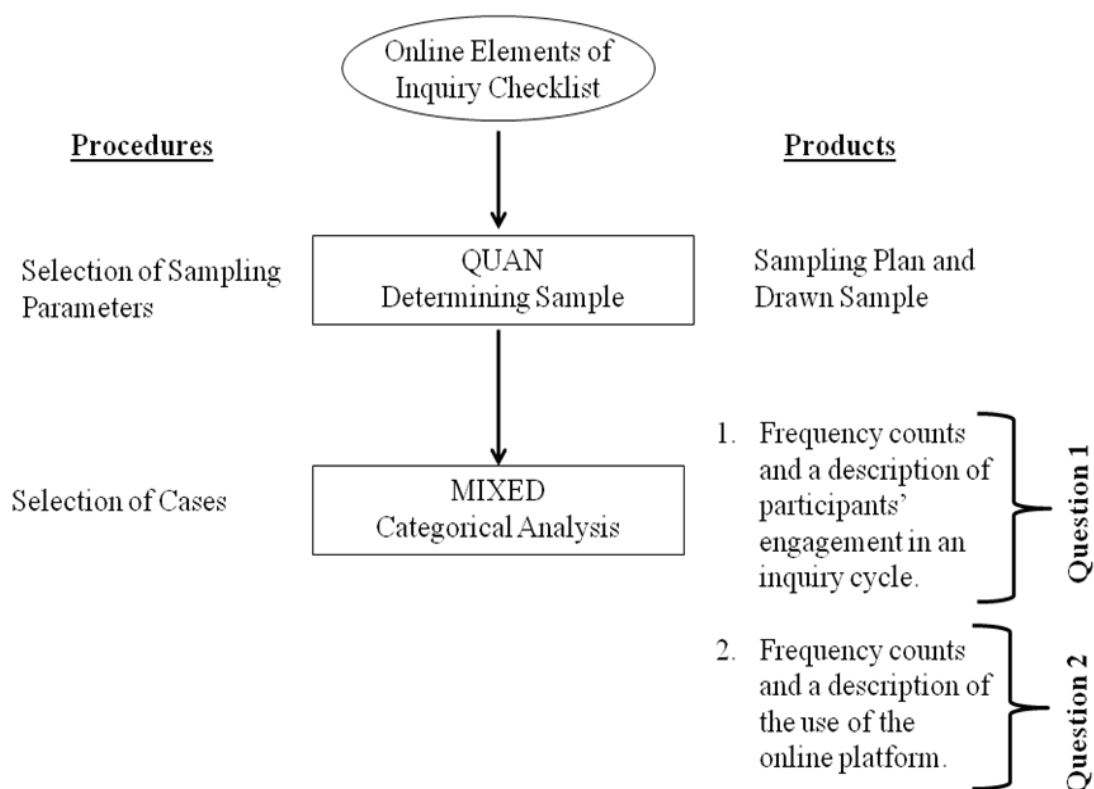 Online Elements of
Inquiry Checklist
Procedures
Products
Selection of Sampling
Parameters
QUAN
Determining Sample
Sampling Plan and
Drawn Sample
Selection of Cases
MIXED
Categorical Analysis
1. Frequency counts
and a description of
participants’
engagement in an
inquiry cycle.
Question 1
2. Frequency counts
and a description of
the use of the
online platform.
Question 2